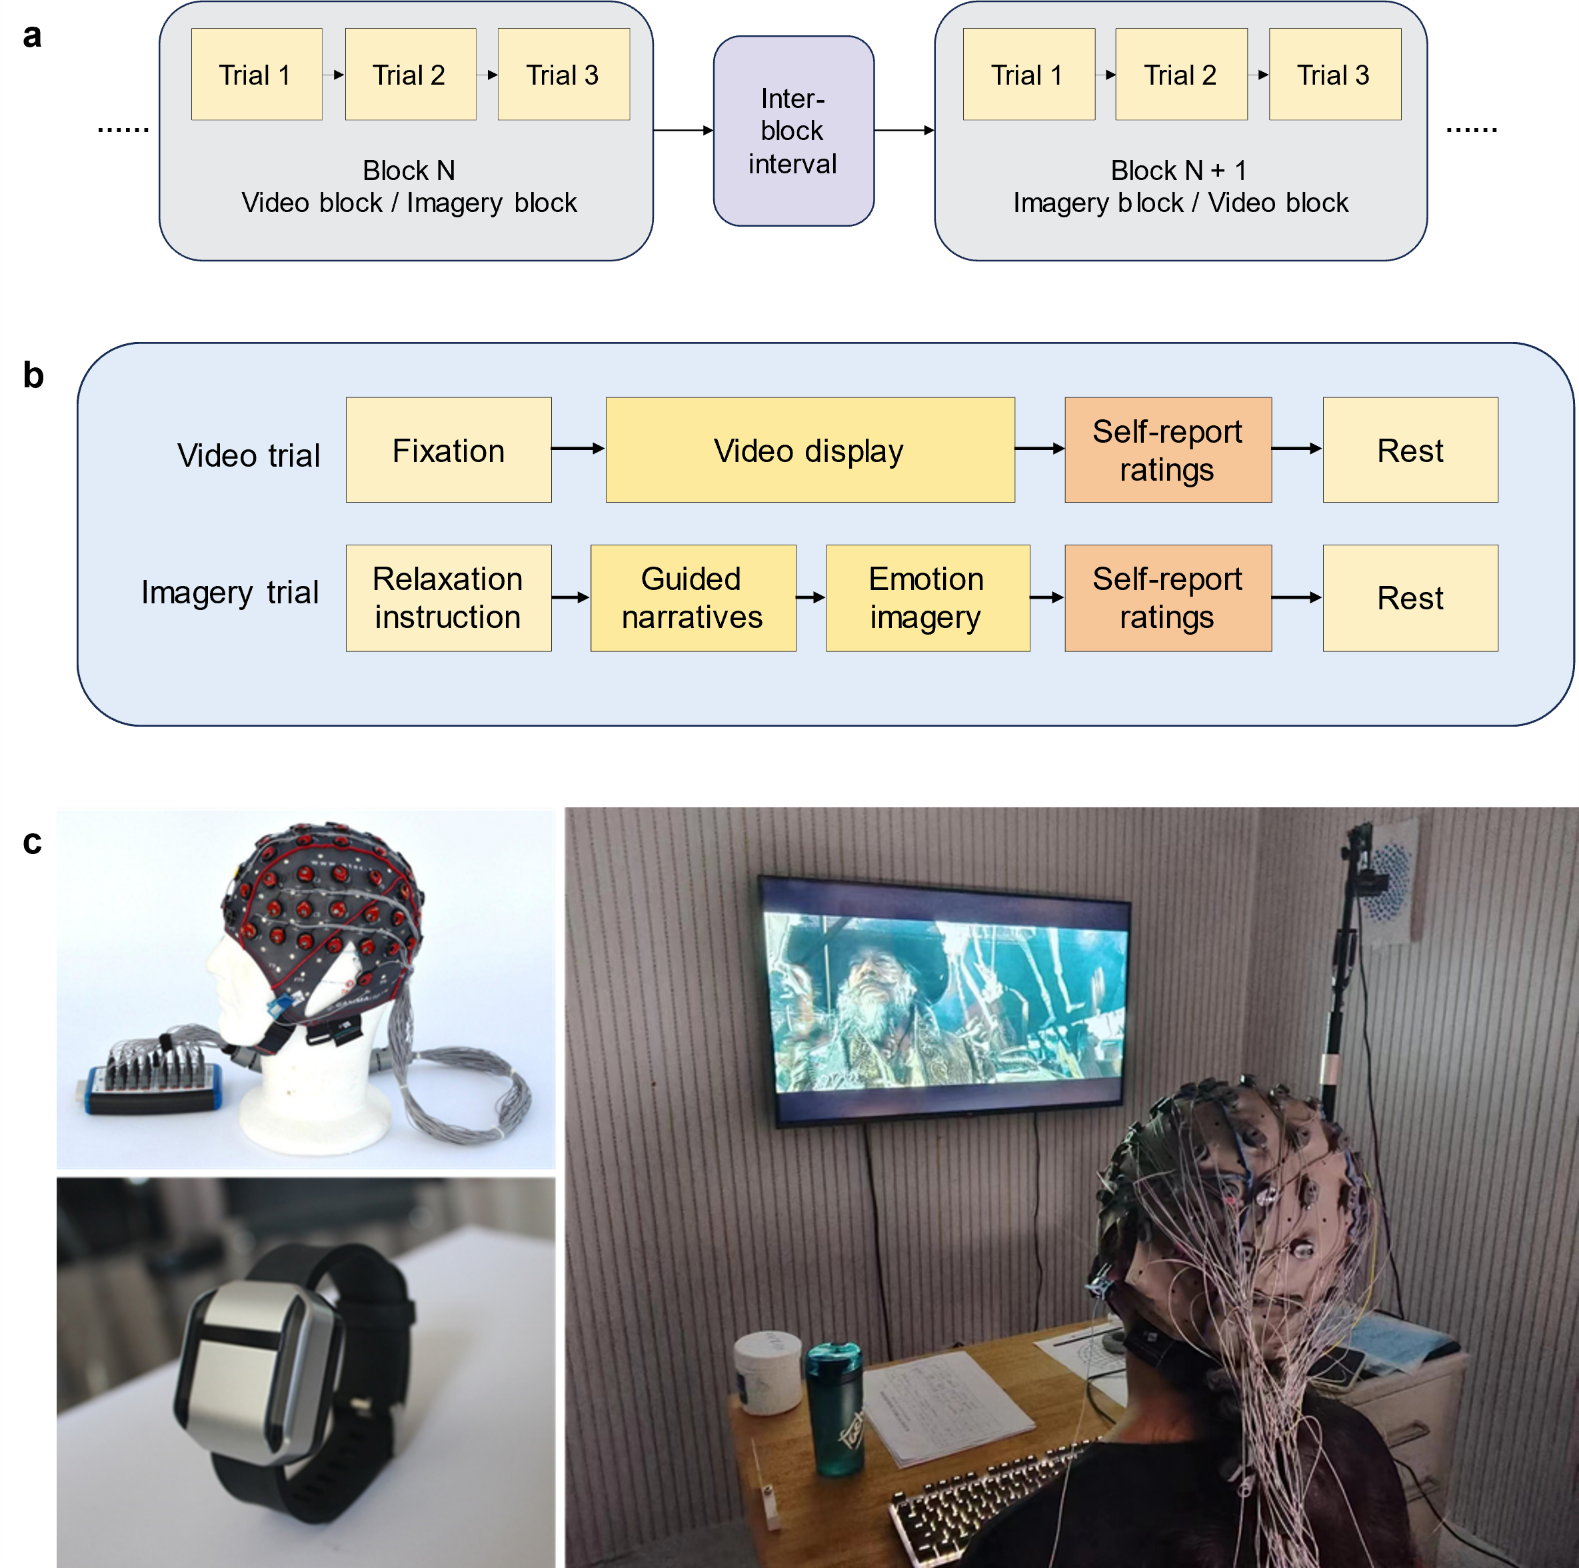 a
Trial 1
Trial 2
Trial 3
Block N
Video block / Imagery block
Inter-
block
interval
Trial 1
Trial 2
Trial 3
Block N + 1
Imagery block / Video block
......
......
b
Video trial
Fixation
Video display
Self-report
ratings
Rest
Imagery trial
Relaxation
instruction
Guided
narratives
Emotion
imagery
Self-report
ratings
Rest
c